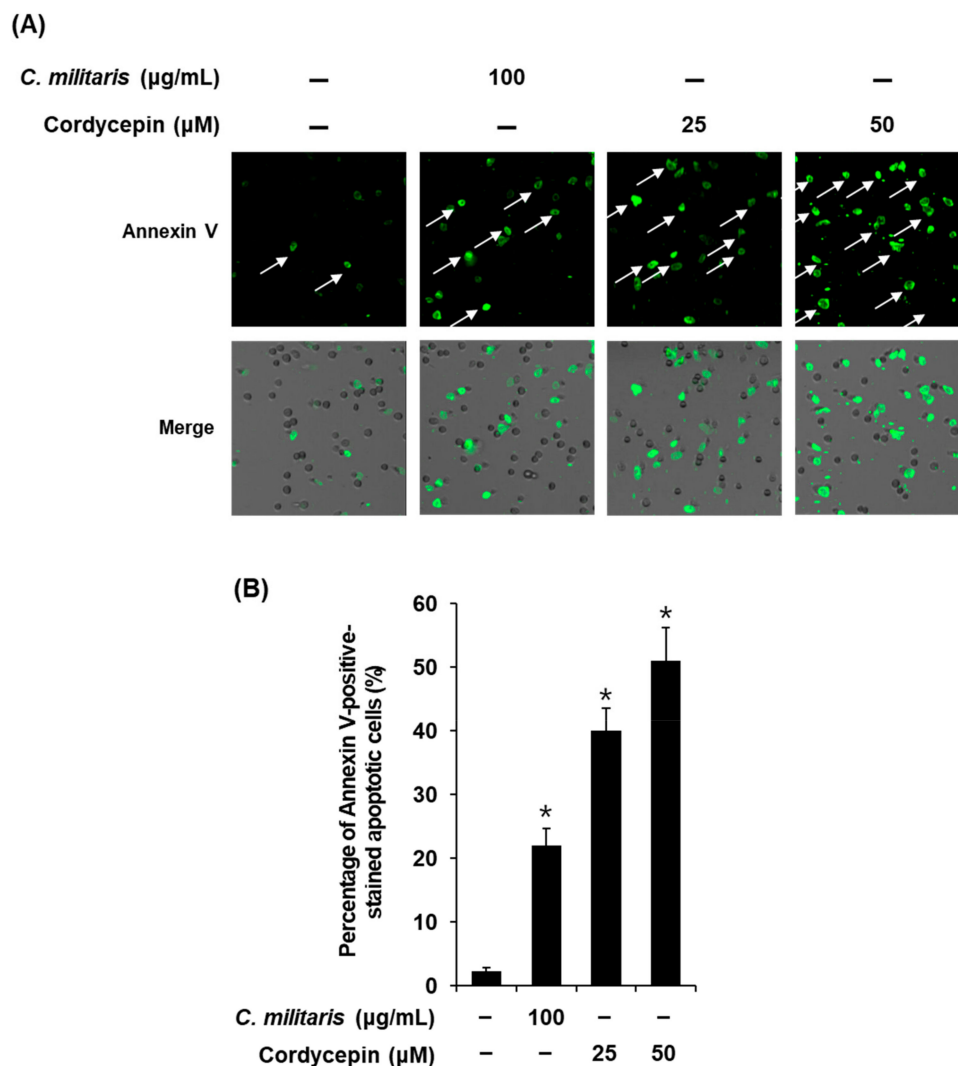 (A)
C. militaris (µg/mL) – 100 – –
Cordycepin (µM) – – 25 50
Annexin V
Merge
(B)
Percentage of Annexin V-positive-
stained apoptotic cells (%)
60
50
40
30
20
10
0
* * *
C. militaris (µg/mL) – 100 – –
Cordycepin (µM) – – 25 50